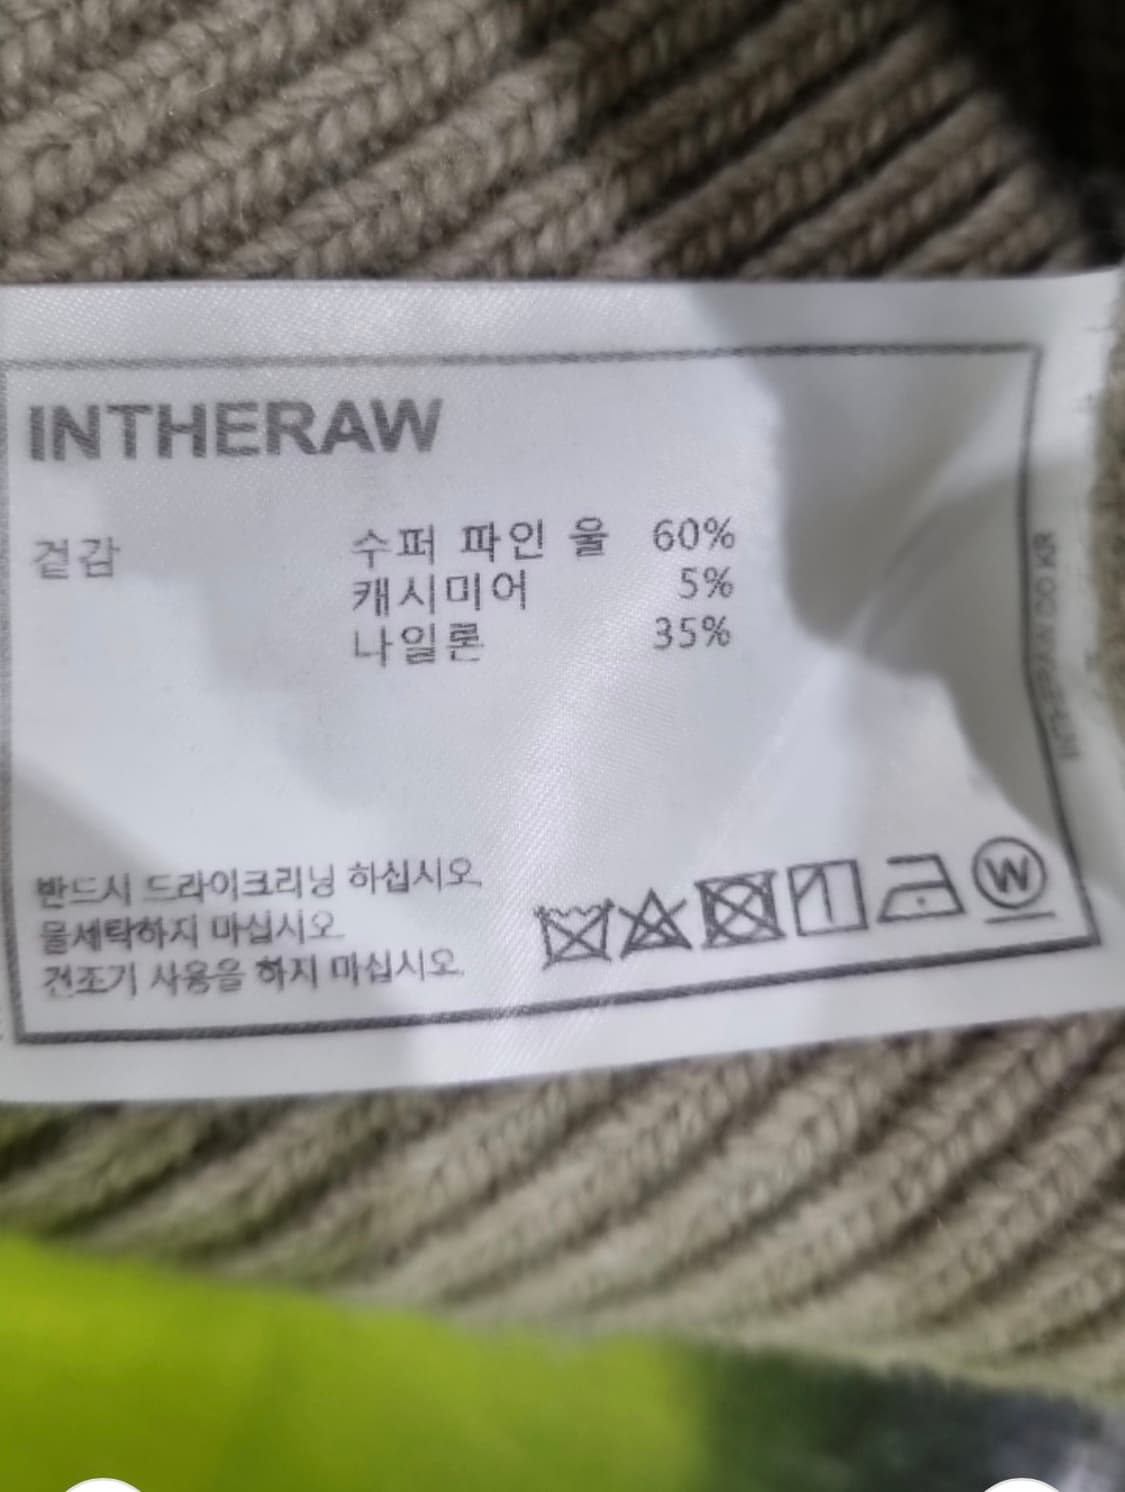 INTHERAW
겉감 수퍼 파인 울 60%
캐시미어 5%
나일론 35%
반드시 드라이크리닝 하십시오.
물세탁하지 마십시오.
건조기 사용을 하지 마십시오.
W